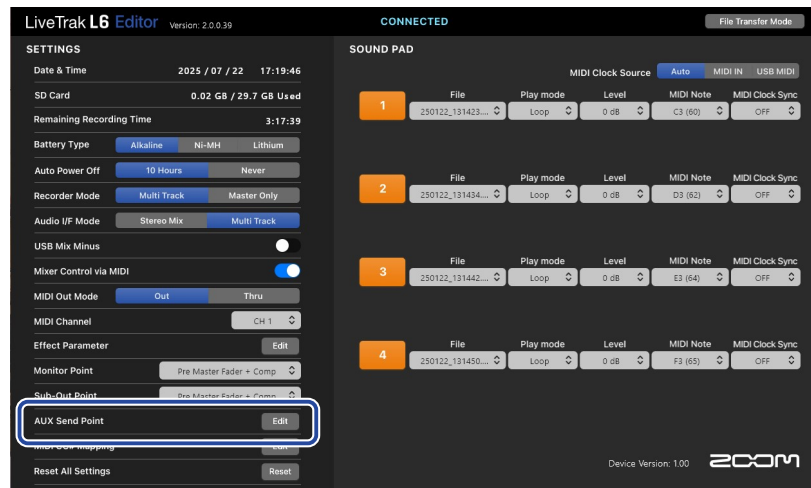 LiveTrak L6 Editor Version: 2.0.0.39 CONNECTED File Transfer Mode
SETTINGS
Date & Time 2025 / 07 / 22 17:19:46
SD Card 0.02 GB / 29.7 GB Used
Remaining Recording Time 3:17:39
Battery Type Alkaline Ni-MH Lithium
Auto Power Off 10 Hours Never
Recorder Mode Multi Track Master Only
Audio I/F Mode Stereo Mix Multi Track
USB Mix Minus
Mixer Control via MIDI
MIDI Out Mode Out Thru
MIDI Channel CH 1
Effect Parameter Edit
Monitor Point Pre Master Fader + Comp
Sub-Out Point Pre Master Fader + Comp
AUX Send Point Edit
MIDI CC# Mapping Edit
Reset All Settings Reset
SOUND PAD
MIDI Clock Source Auto MIDI IN USB MIDI
File Play mode Level MIDI Note MIDI Clock Sync
1 250122_131423.... Loop 0 dB C3 (60) OFF
File Play mode Level MIDI Note MIDI Clock Sync
2 250122_131434.... Loop 0 dB D3 (62) OFF
File Play mode Level MIDI Note MIDI Clock Sync
3 250122_131442.... Loop 0 dB E3 (64) OFF
File Play mode Level MIDI Note MIDI Clock Sync
4 250122_131450.... Loop 0 dB F3 (65) OFF
Device Version: 1.00 ZOOM